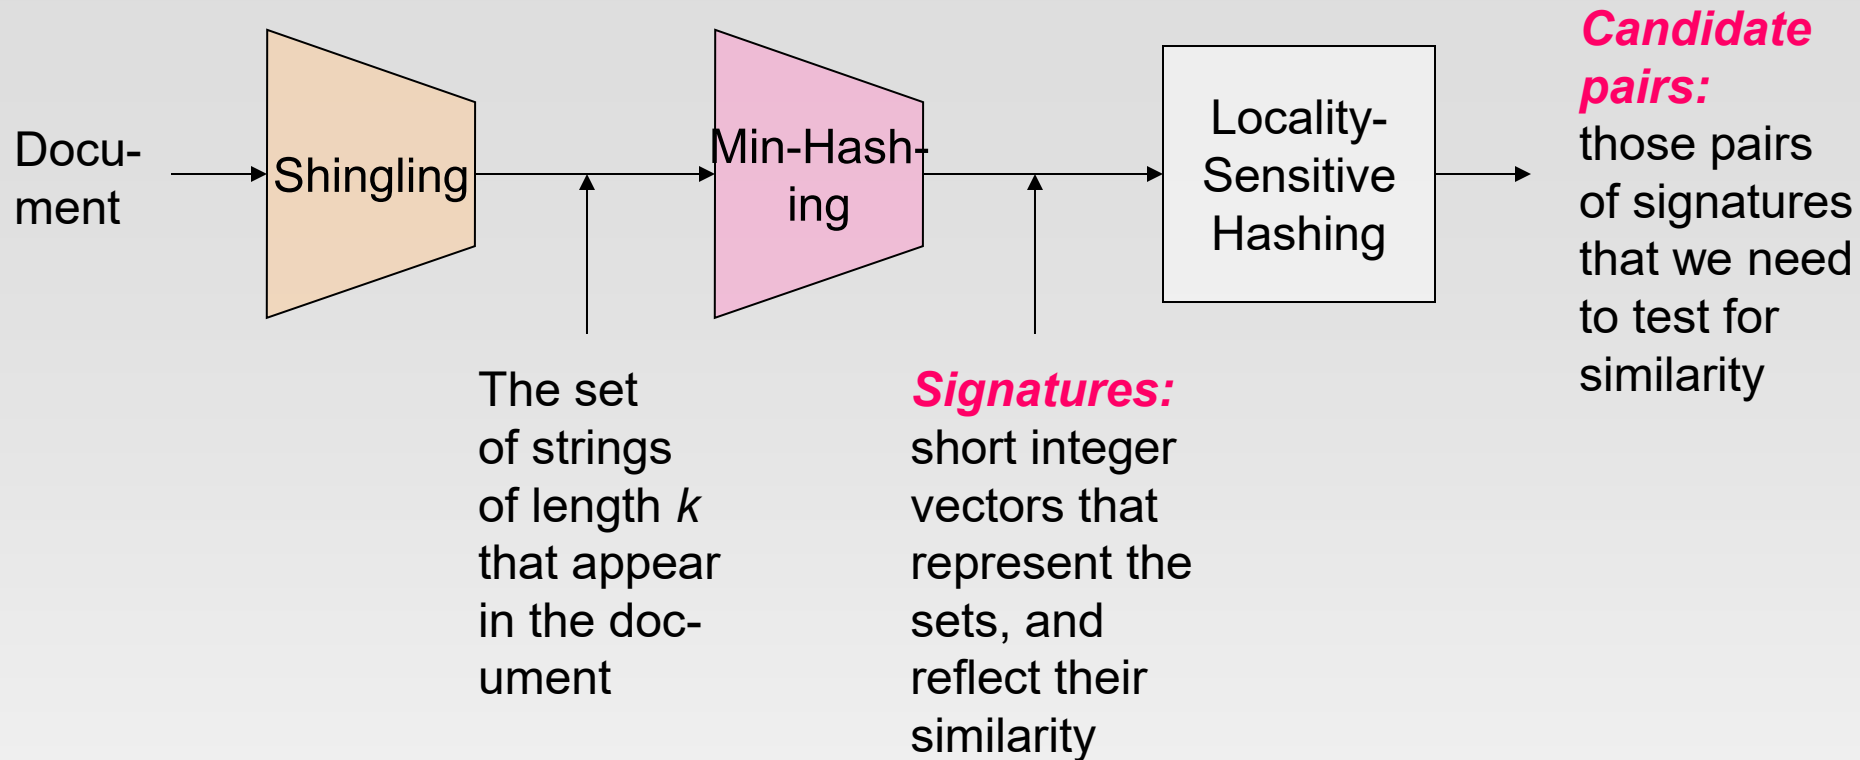 Docu-
ment
Shingling
The set
of strings
of length k
that appear
in the doc-
ument
Min-Hash-
ing
Signatures:
short integer
vectors that
represent the
sets, and
reflect their
similarity
Locality-
Sensitive
Hashing
Candidate
pairs:
those pairs
of signatures
that we need
to test for
similarity